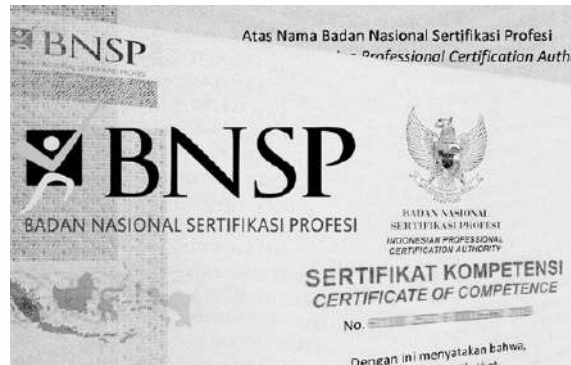 BNSP
Atas Nama Badan Nasional Sertifikasi Profesi
Professional Certification Auth
BNSP
BADAN NASIONAL SERTIFIKASI PROFESI
BADAN NASIONAL
SERTIFIKASI PROFESI
INDONESIAN PROFESSIONAL
CERTIFICATION AUTHORITY
SERTIFIKAT KOMPETENSI
CERTIFICATE OF COMPETENCE
No.
Dengan ini menyatakan bahwa,